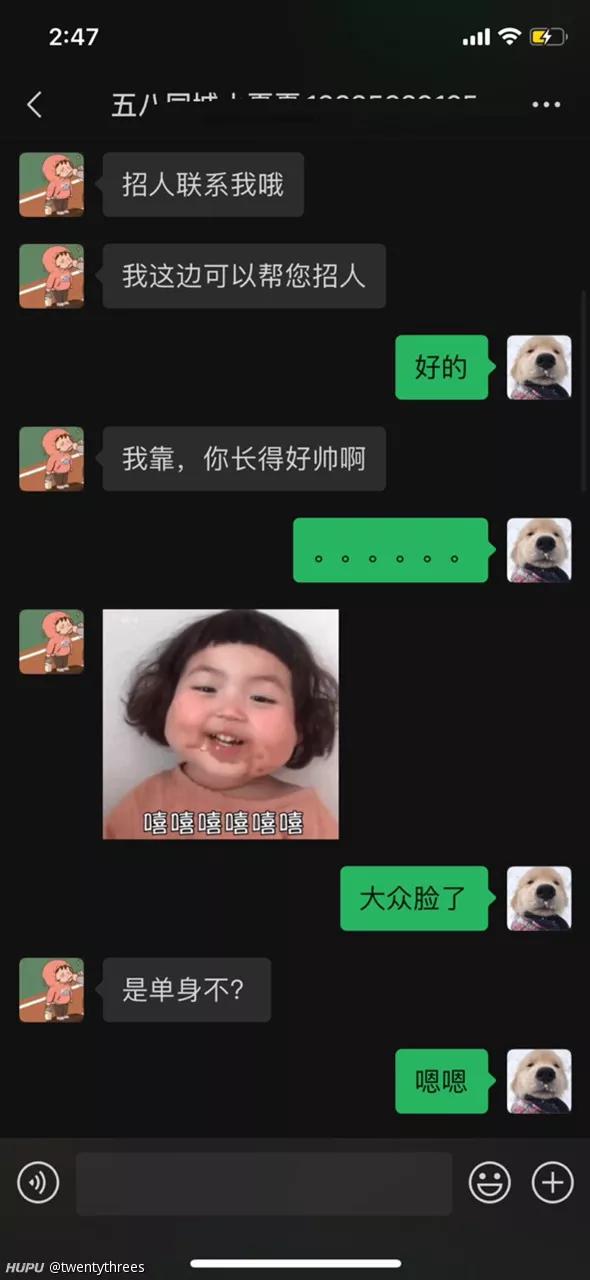 2:47
五八同城
招人联系我哦
我这边可以帮您招人
好的
我靠，你长得好帅啊
。。。。。。
嘻嘻嘻嘻嘻嘻
大众脸了
是单身不？
嗯嗯
HUPU @twentythrees